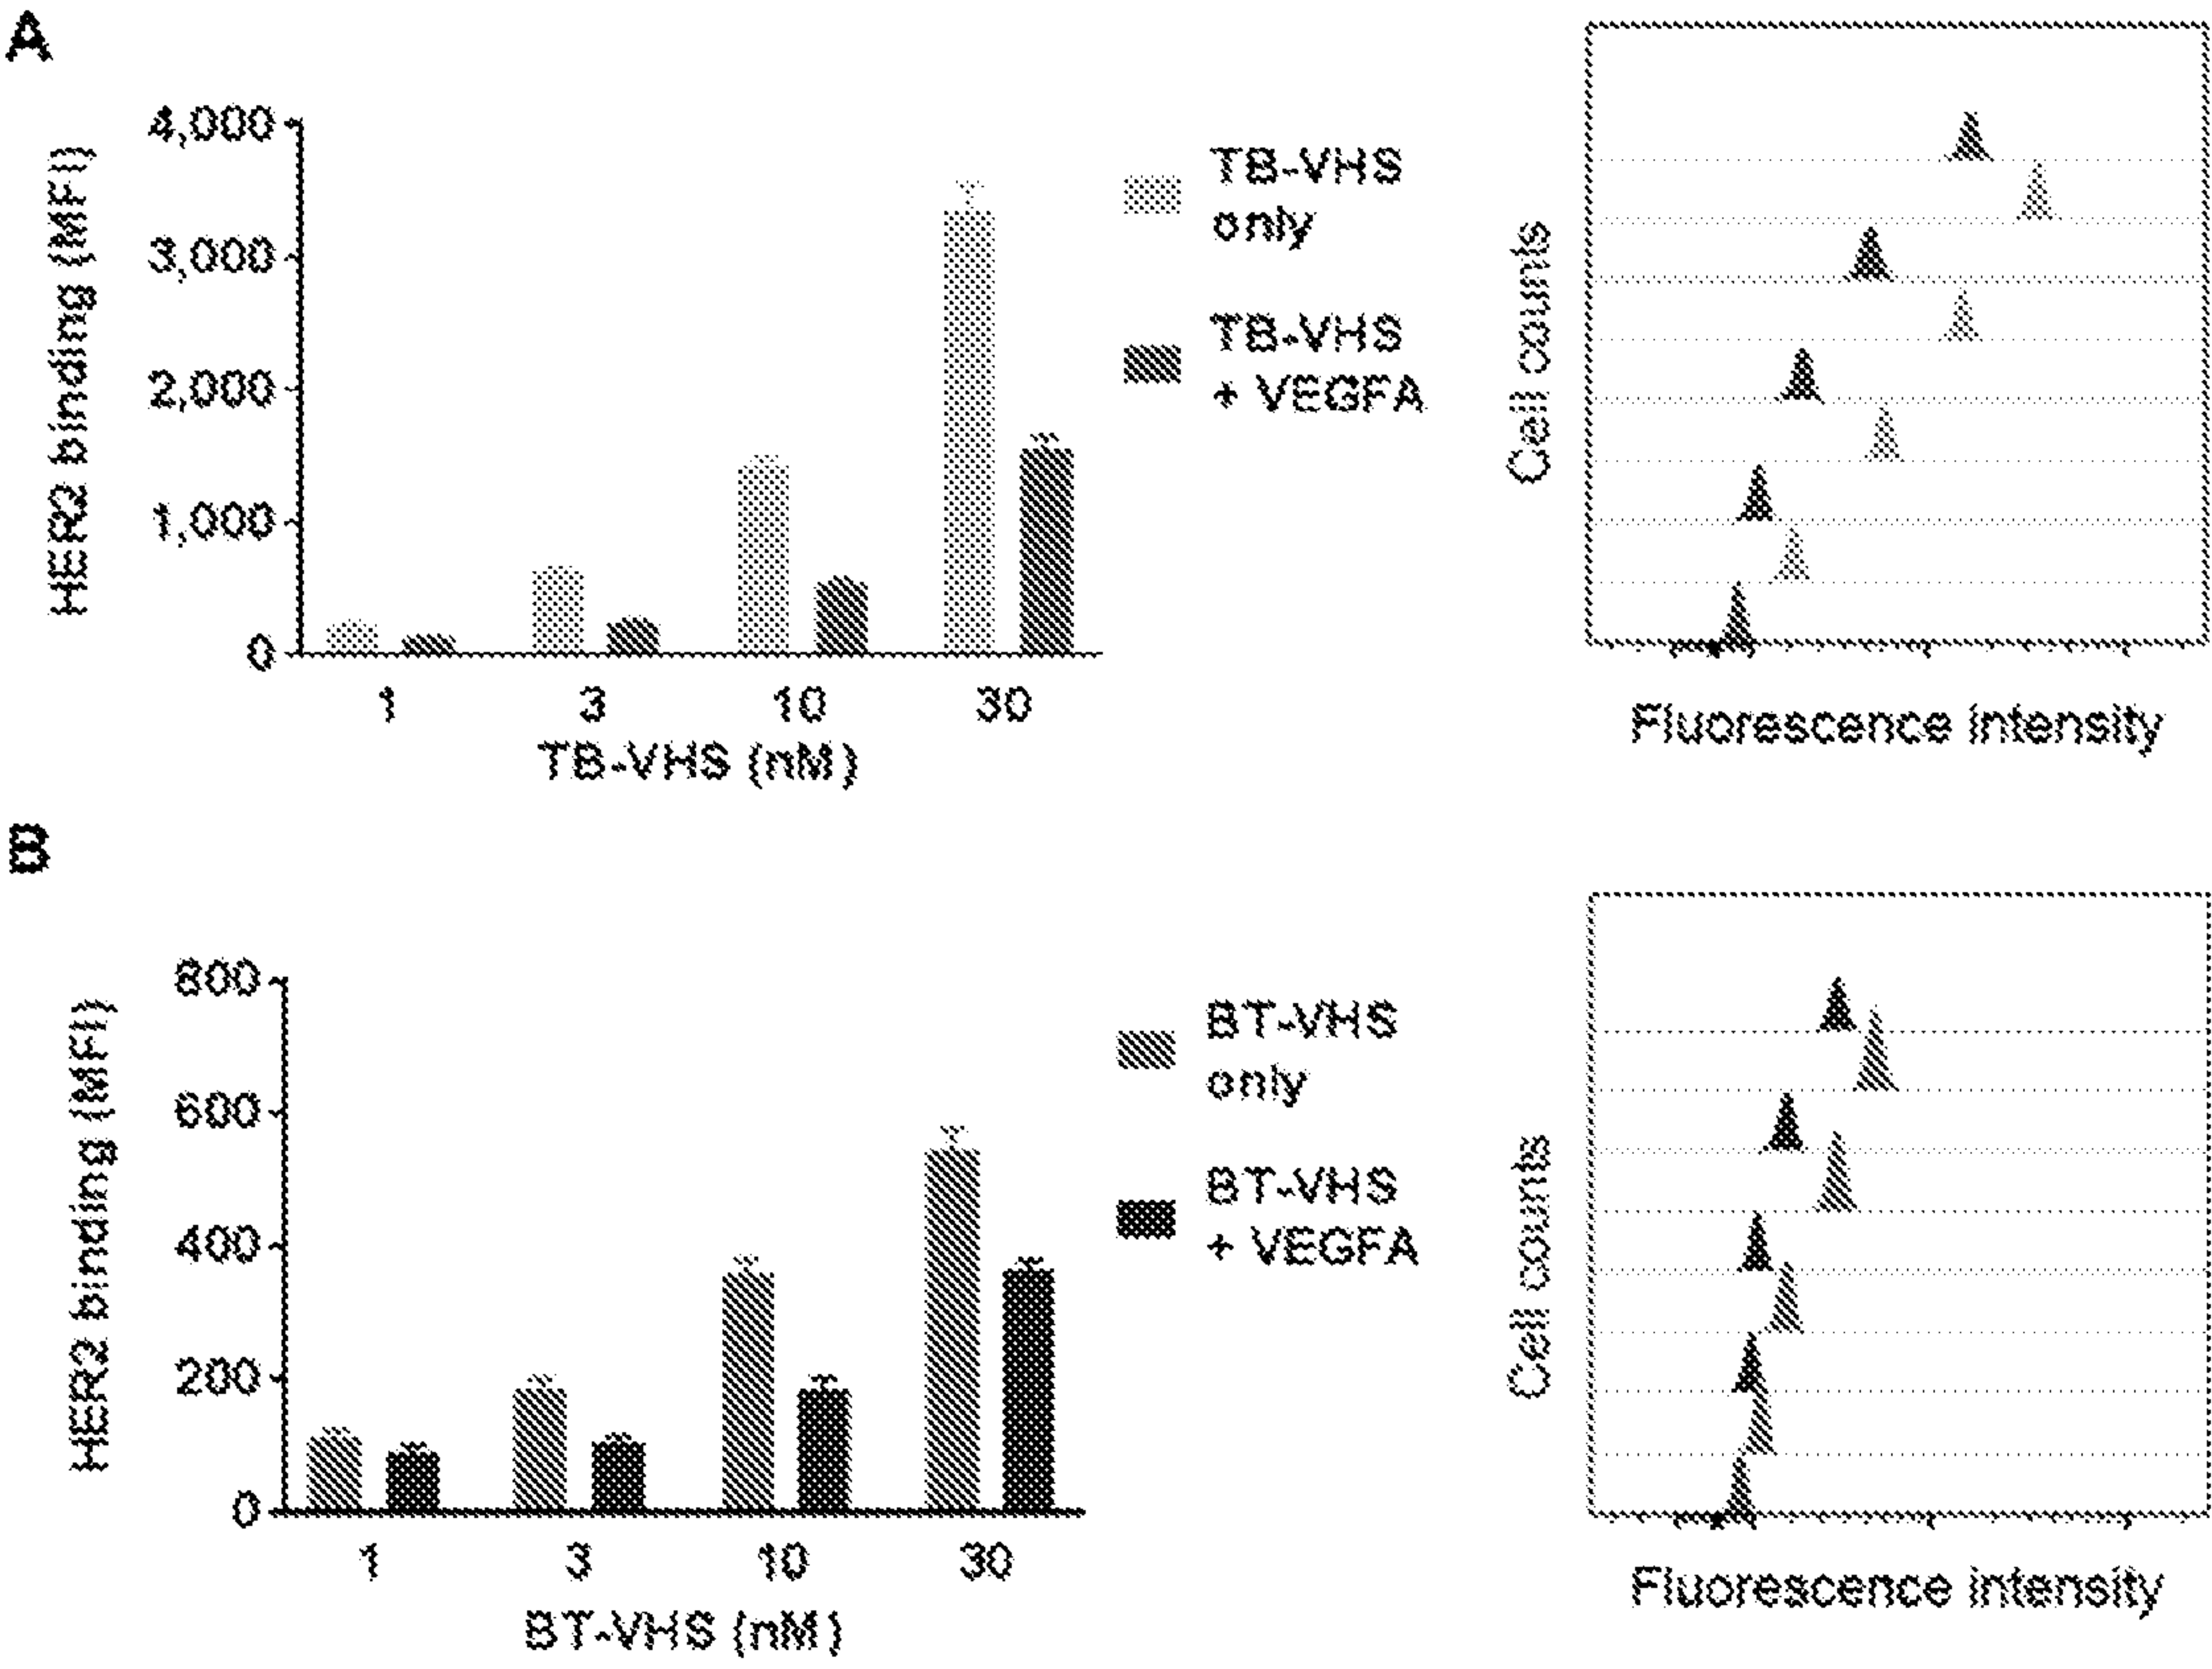 A
HER2 binding (MFI)
4,000
3,000
2,000
1,000
0
1
3
10
30
TB-VHS (nM)
TB-VHS
only
TB-VHS
+ VEGFA
Cell counts
Fluorescence intensity
B
HER2 binding (MFI)
800
600
400
200
0
1
3
10
30
BT-VHS (nM)
BT-VHS
only
BT-VHS
+ VEGFA
Cell counts
Fluorescence intensity